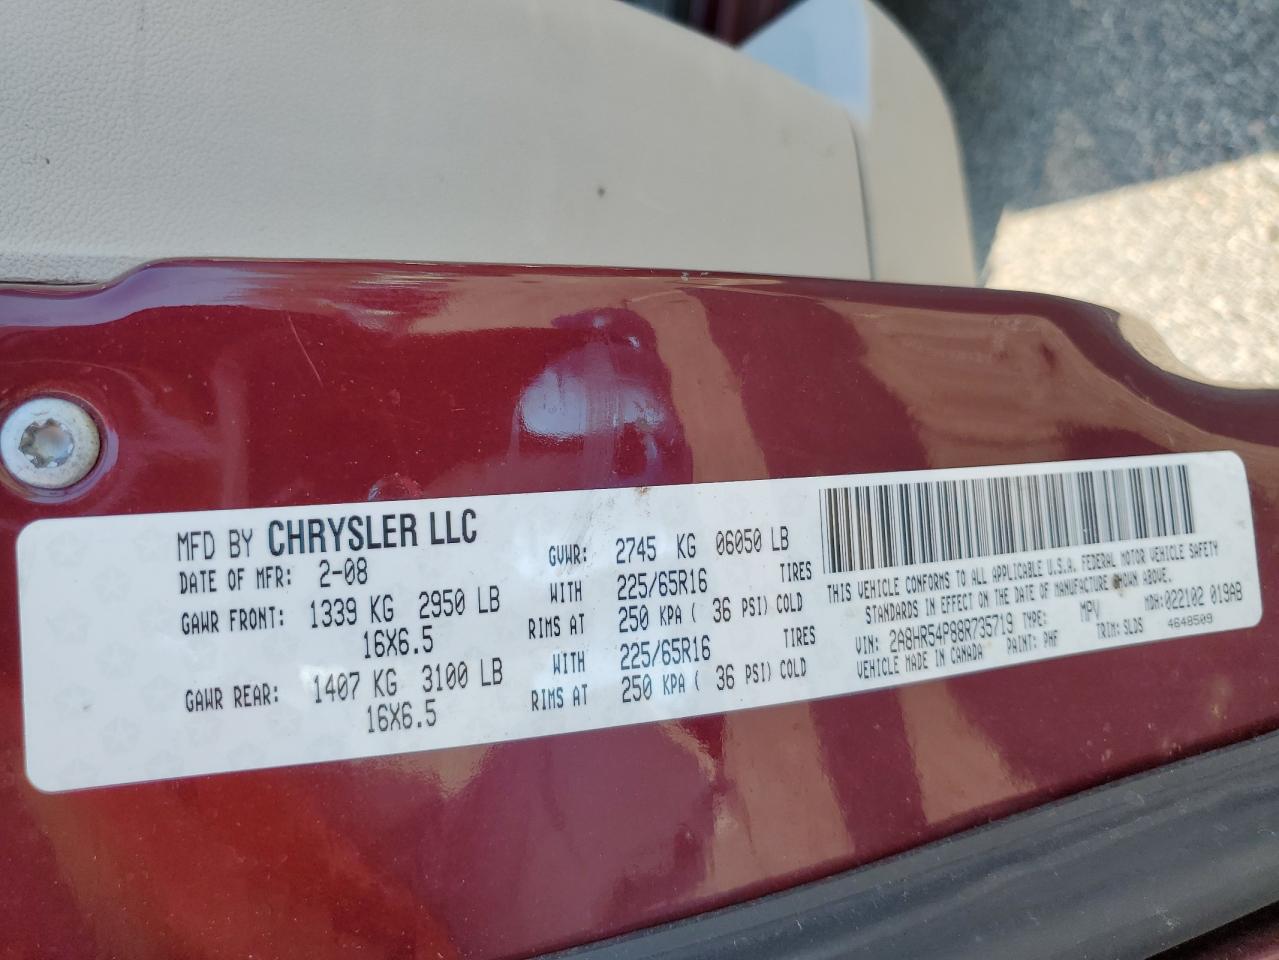 MFD BY CHRYSLER LLC
DATE OF MFR: 2-08
GAWR FRONT: 1339 KG 2950 LB
16X6.5
GAWR REAR: 1407 KG 3100 LB
16X6.5
GVWR: 2745 KG 06050 LB
WITH 225/65R16 TIRES
RIMS AT 250 KPA ( 36 PSI) COLD
WITH 225/65R16 TIRES
RIMS AT 250 KPA ( 36 PSI) COLD
THIS VEHICLE CONFORMS TO ALL APPLICABLE U.S.A. FEDERAL MOTOR VEHICLE SAFETY
STANDARDS IN EFFECT ON THE DATE OF MANUFACTURE SHOWN ABOVE.
VIN: 2A8HR54P88R735719 TYPE: MPV MDH:022102 019AB
VEHICLE MADE IN CANADA PAINT: PHF TRIM: SLDS 4648509